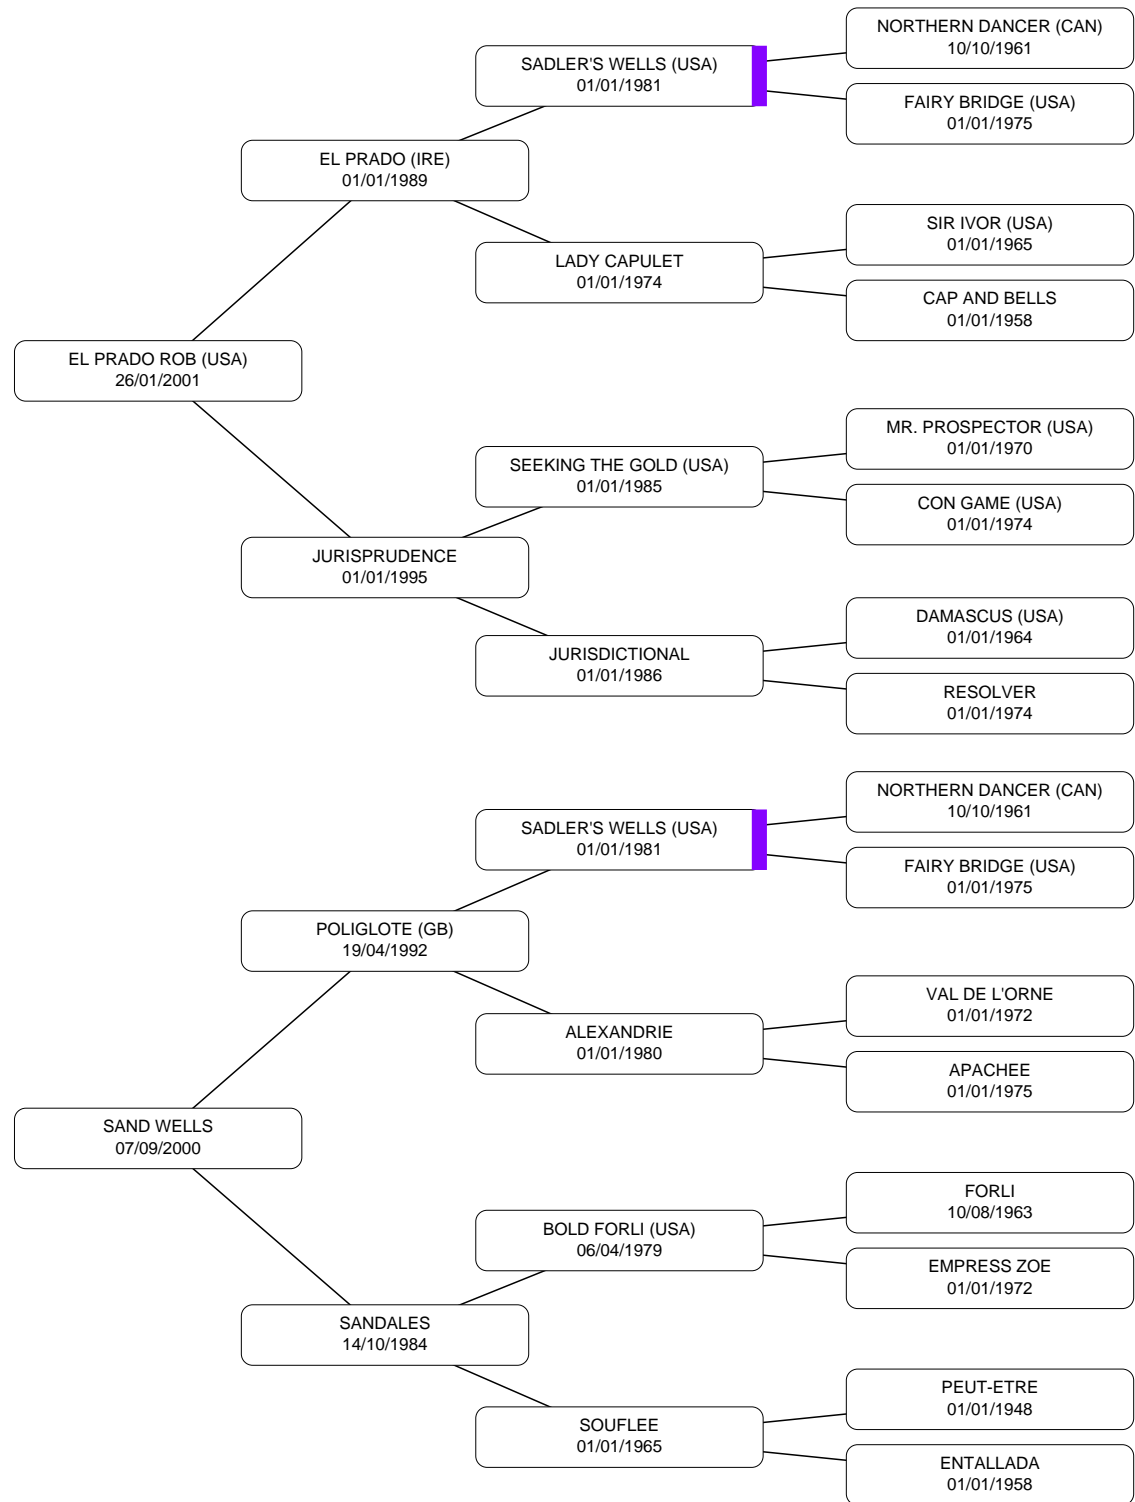 NORTHERN DANCER (CAN)
10/10/1961
SADLER'S WELLS (USA)
01/01/1981
FAIRY BRIDGE (USA)
01/01/1975
EL PRADO (IRE)
01/01/1989
SIR IVOR (USA)
01/01/1965
LADY CAPULET
01/01/1974
CAP AND BELLS
01/01/1958
EL PRADO ROB (USA)
26/01/2001
MR. PROSPECTOR (USA)
01/01/1970
SEEKING THE GOLD (USA)
01/01/1985
CON GAME (USA)
01/01/1974
JURISPRUDENCE
01/01/1995
DAMASCUS (USA)
01/01/1964
JURISDICTIONAL
01/01/1986
RESOLVER
01/01/1974
NORTHERN DANCER (CAN)
10/10/1961
SADLER'S WELLS (USA)
01/01/1981
FAIRY BRIDGE (USA)
01/01/1975
POLIGLOTE (GB)
19/04/1992
VAL DE L'ORNE
01/01/1972
ALEXANDRIE
01/01/1980
APACHEE
01/01/1975
SAND WELLS
07/09/2000
FORLI
10/08/1963
BOLD FORLI (USA)
06/04/1979
EMPRESS ZOE
01/01/1972
SANDALES
14/10/1984
PEUT-ETRE
01/01/1948
SOUFLEE
01/01/1965
ENTALLADA
01/01/1958